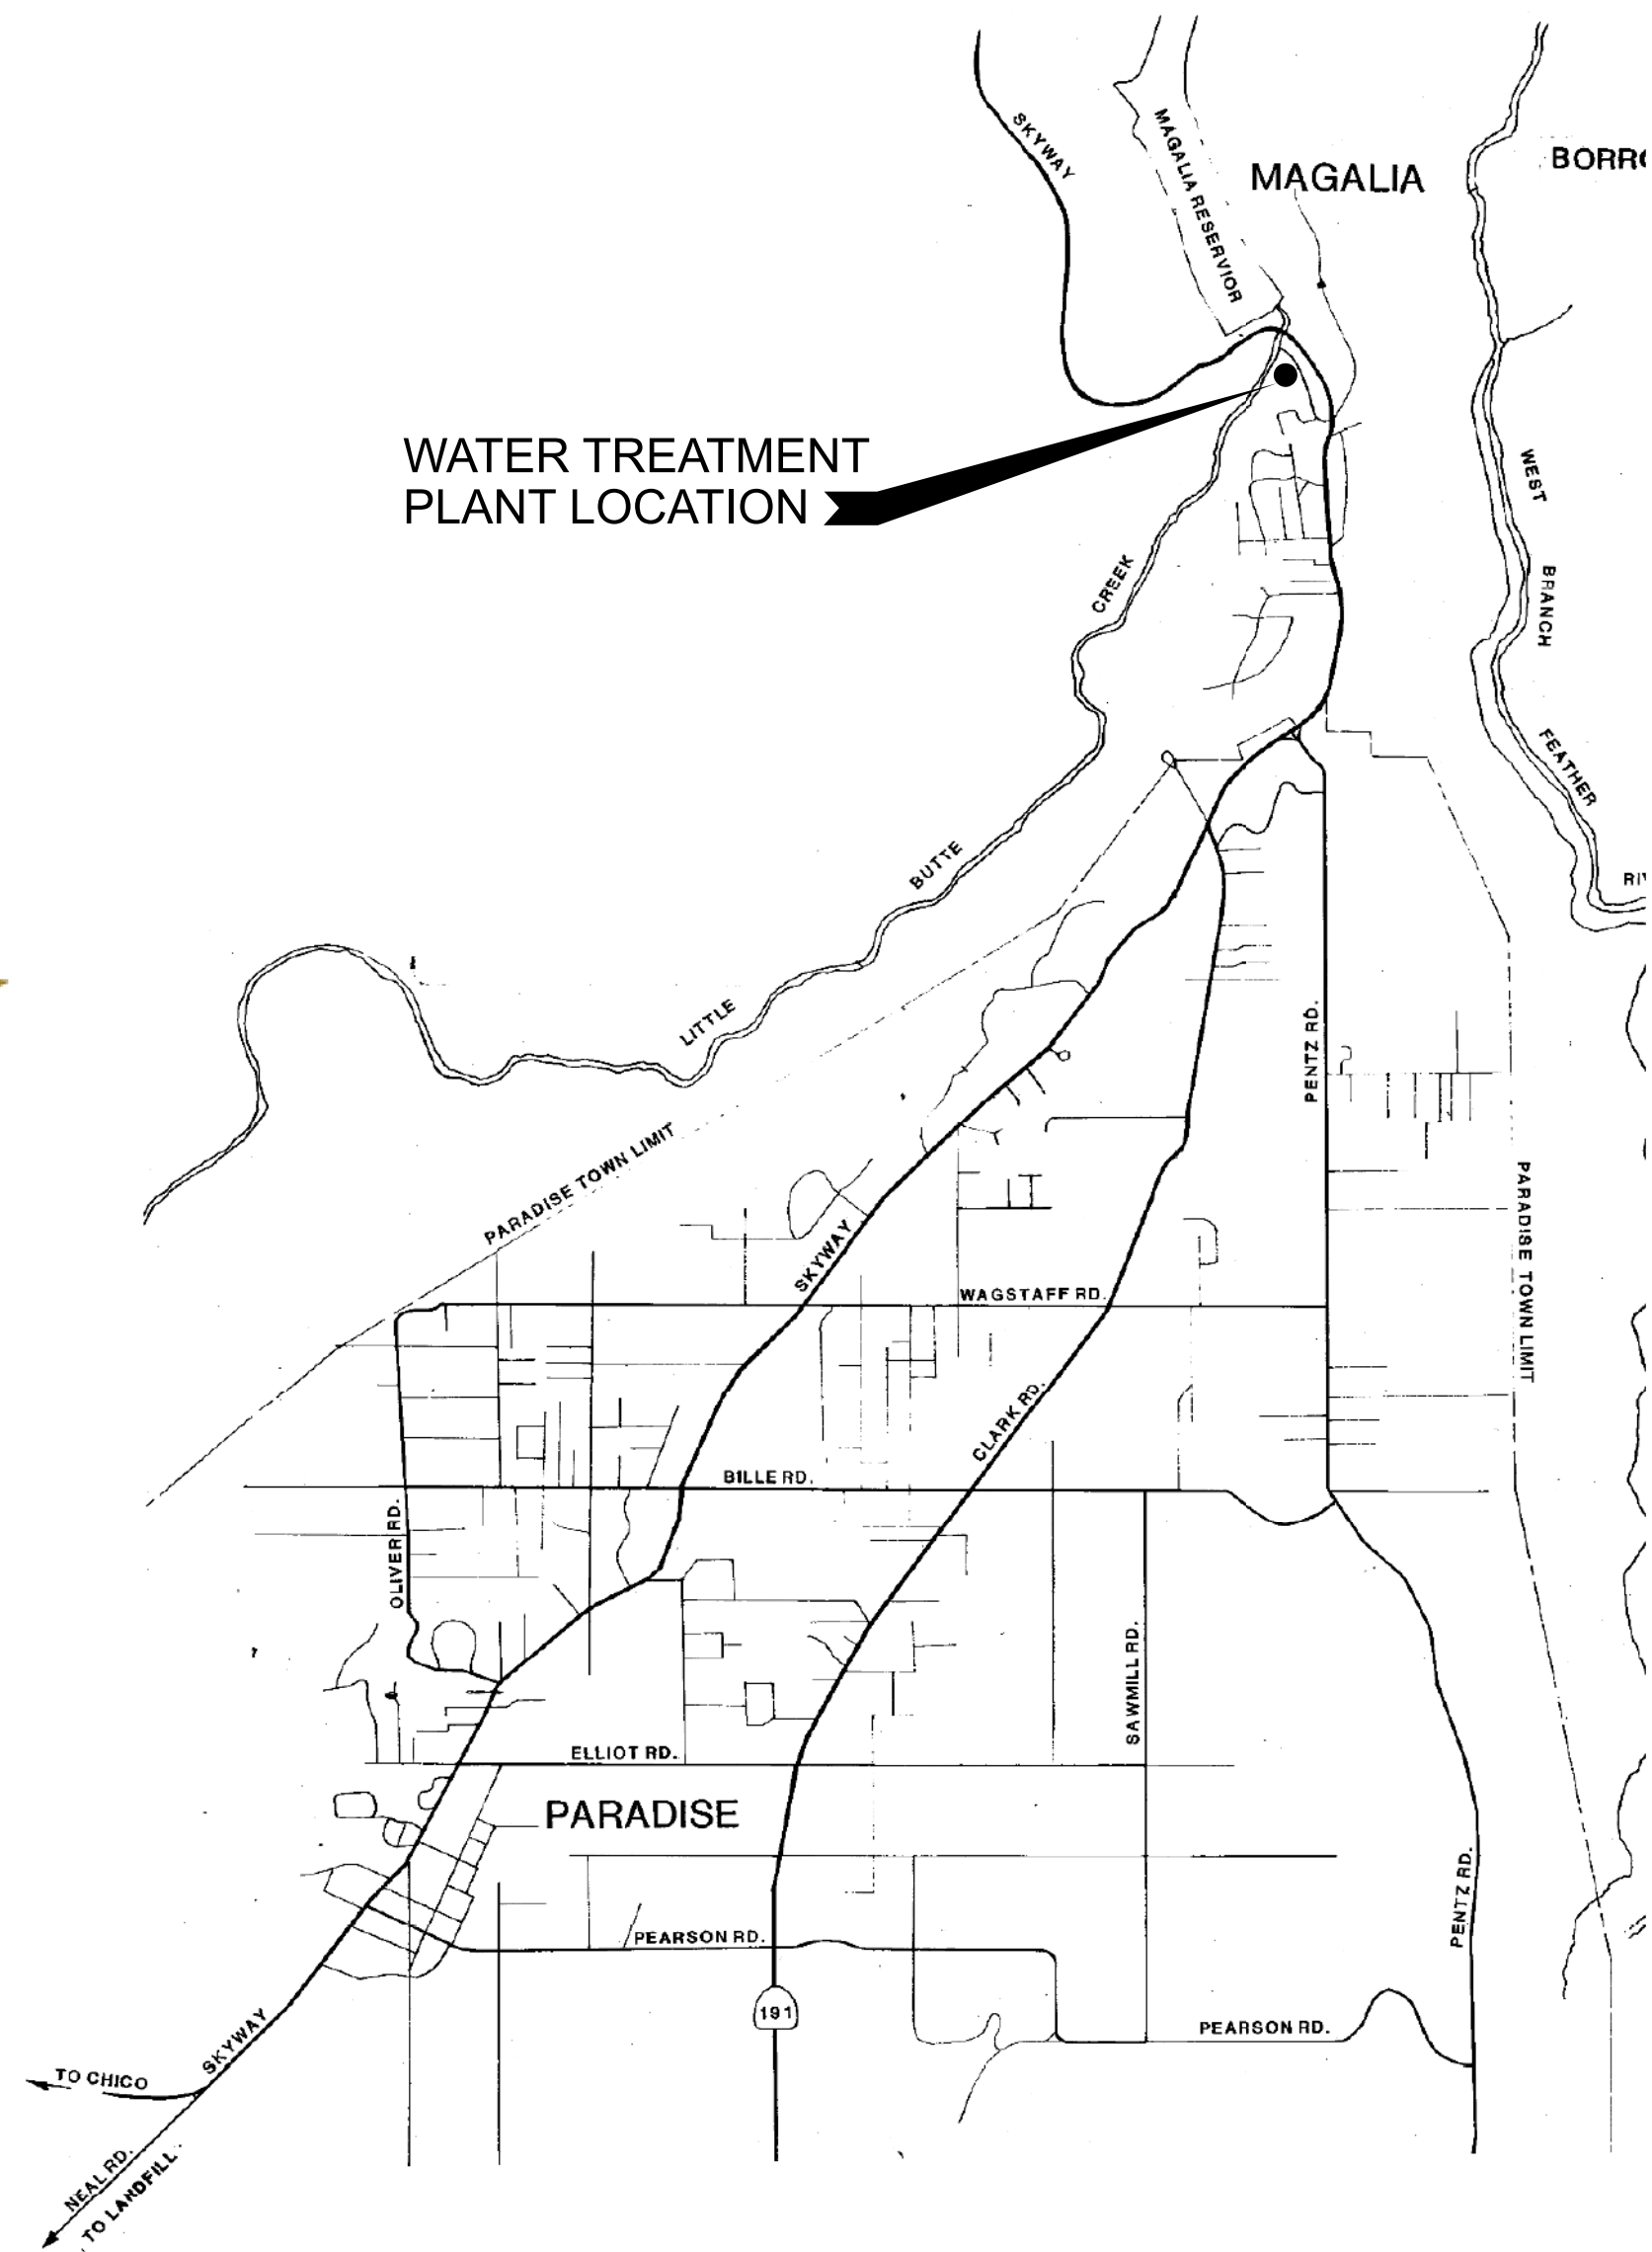 SKYWAY
MAGALIA RESERVIOR
MAGALIA
BORRO
WATER TREATMENT
PLANT LOCATION
WEST
BRANCH
FEATHER
RIV
CREEK
BUTTE
LITTLE
PENTZ RD.
PARADISE TOWN LIMIT
PARADISE TOWN LIMIT
SKYWAY
WAGSTAFF RD.
CLARK RD.
BILLE RD.
OLIVER RD.
SAWMILL RD.
ELLIOT RD.
PARADISE
PENTZ RD.
PEARSON RD.
191
PEARSON RD.
SKYWAY
TO CHICO
NEAL RD.
TO LANDFILL